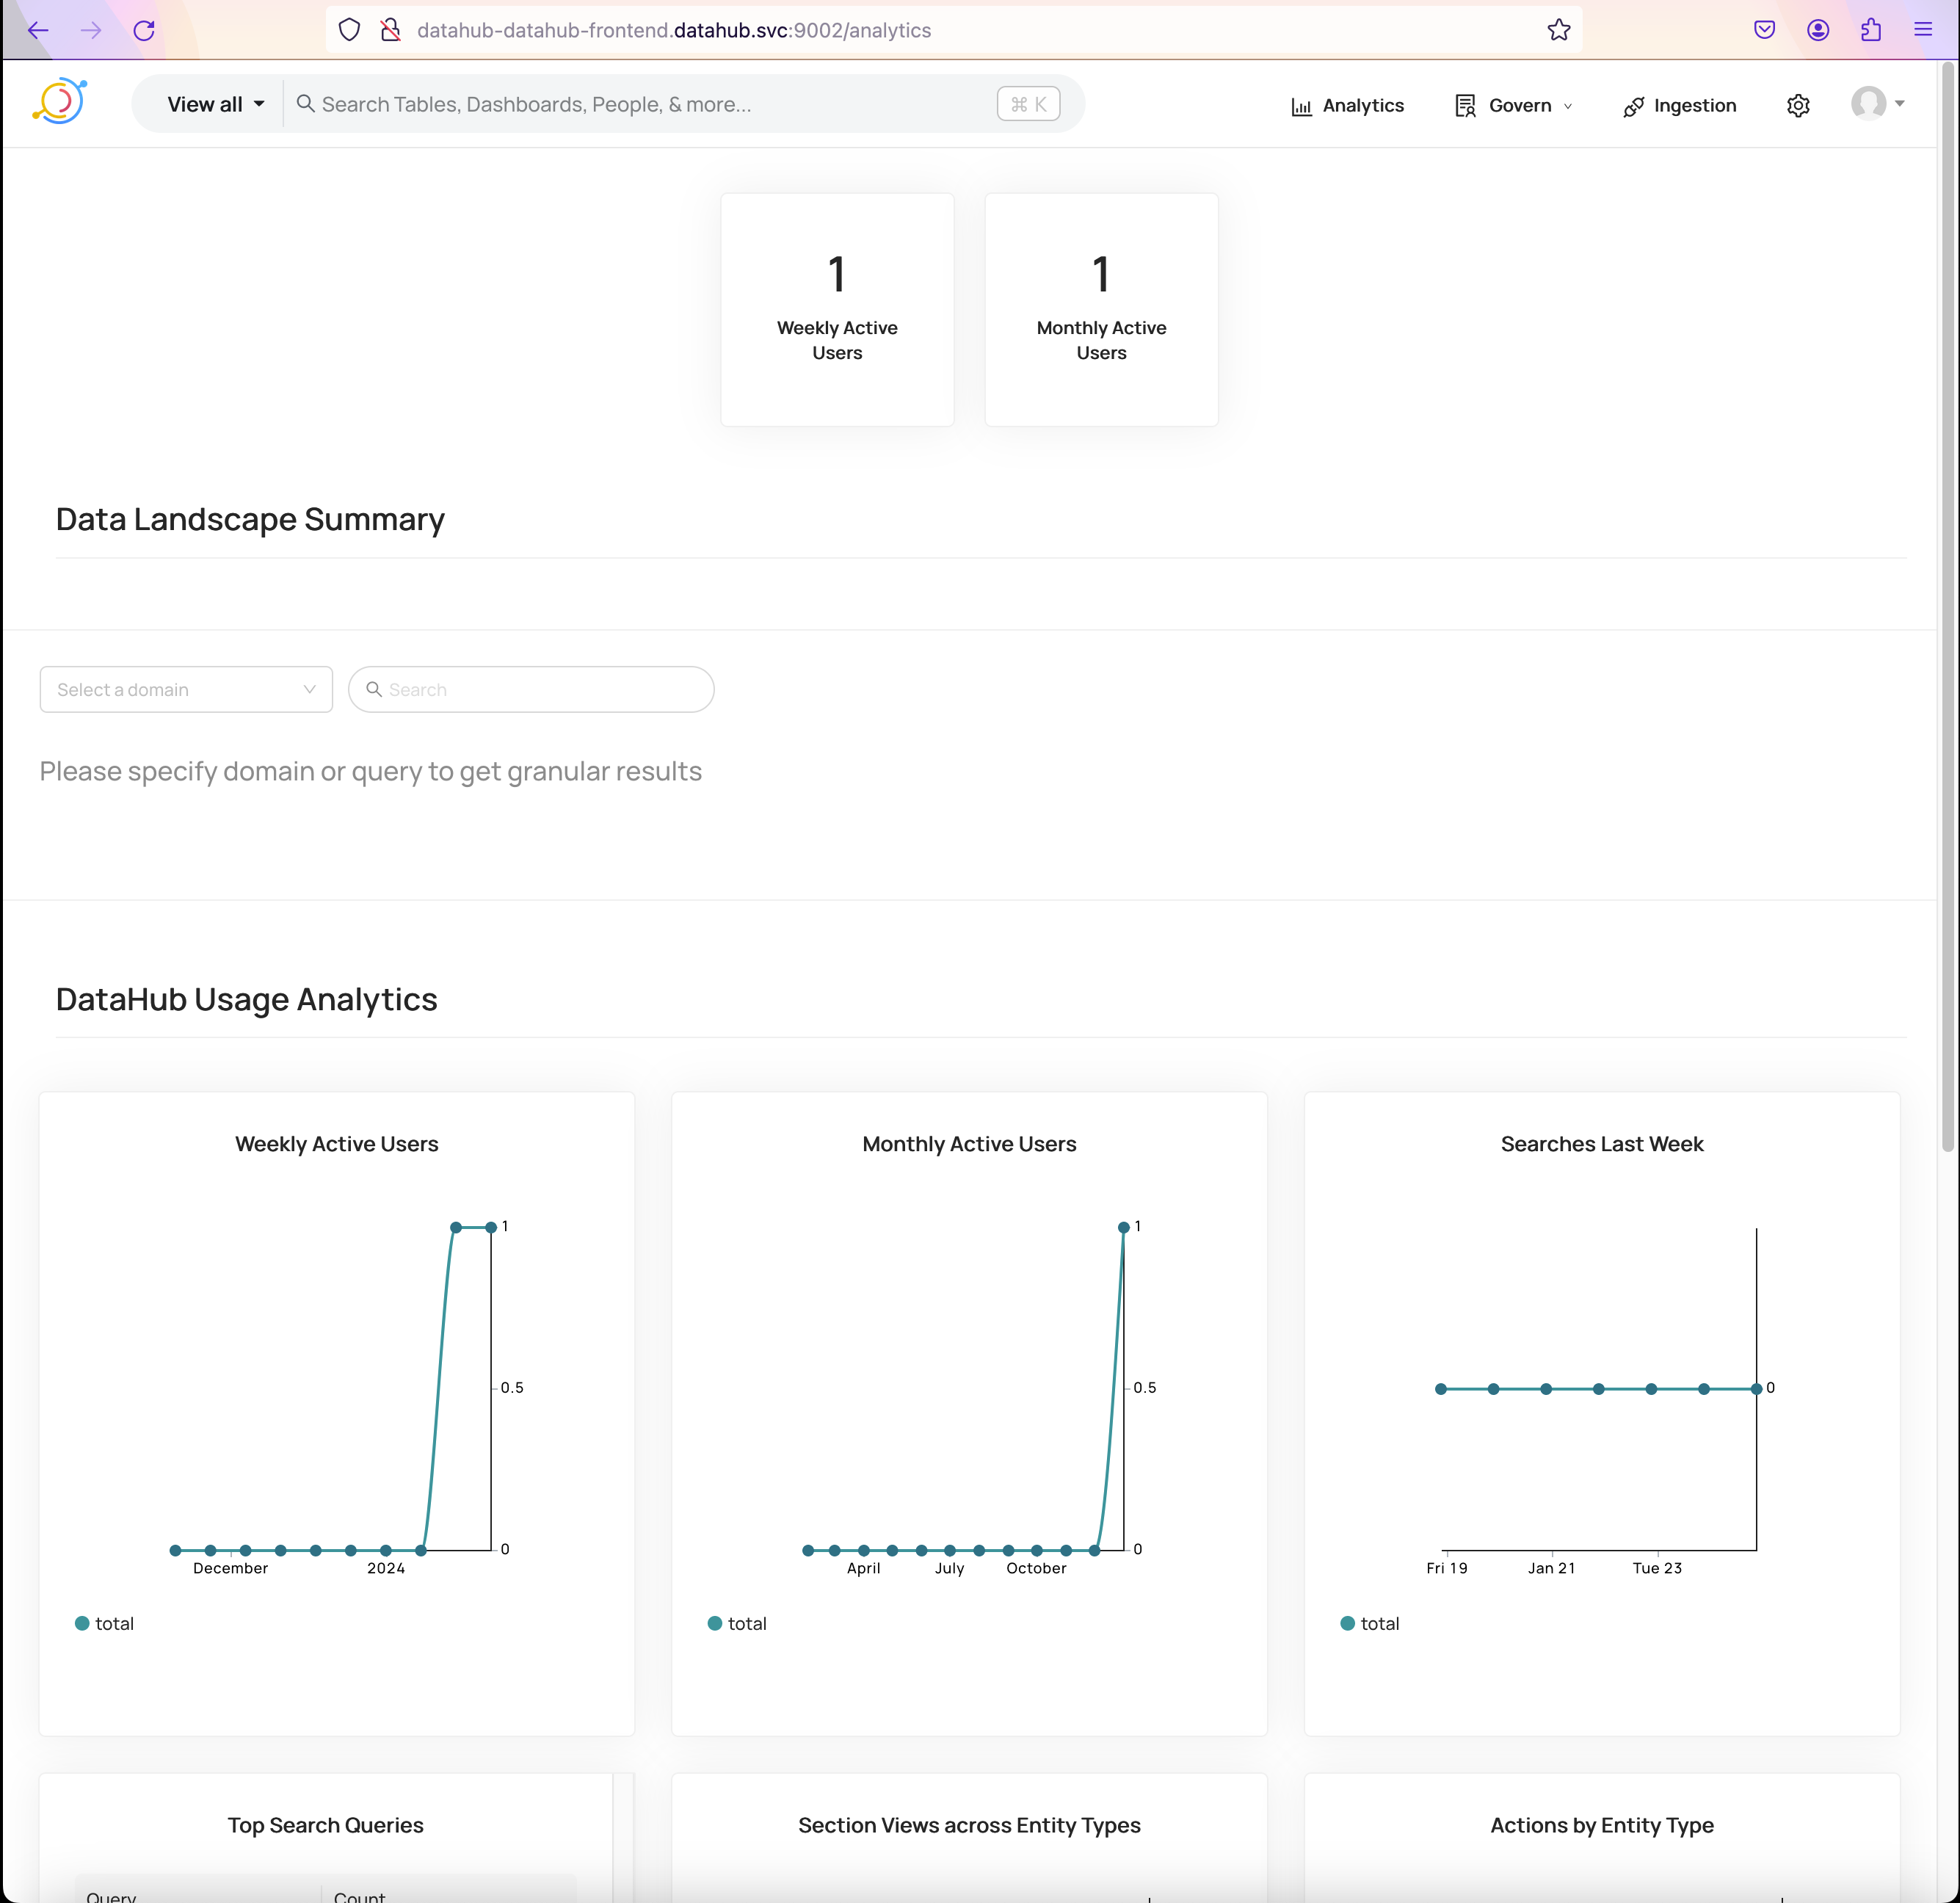 datahub-datahub-frontend.datahub.svc:9002/analytics
View all
Search Tables, Dashboards, People, & more...
⌘ K
Analytics
Govern
Ingestion
1
Weekly Active
Users
1
Monthly Active
Users
Data Landscape Summary
Select a domain
Search
Please specify domain or query to get granular results
DataHub Usage Analytics
Weekly Active Users
1
0.5
0
December
2024
total
Monthly Active Users
1
0.5
0
April
July
October
total
Searches Last Week
0
Fri 19
Jan 21
Tue 23
total
Top Search Queries
Query
Count
Section Views across Entity Types
Actions by Entity Type